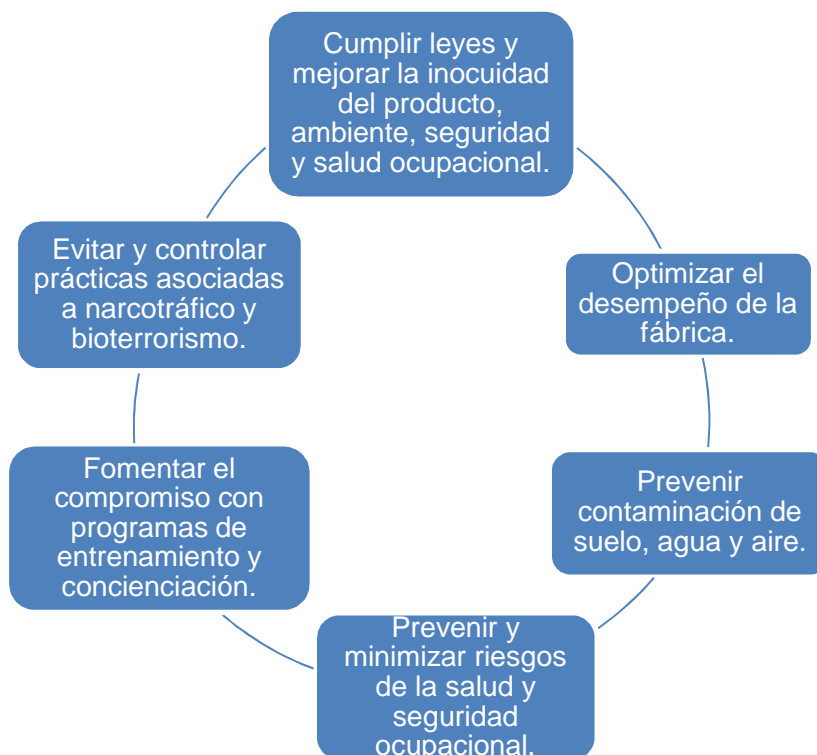 Cumplir leyes y
mejorar la inocuidad
del producto,
ambiente, seguridad
y salud ocupacional.
Optimizar el
desempeño de la
fábrica.
Prevenir
contaminación de
suelo, agua y aire.
Prevenir y
minimizar riesgos
de la salud y
seguridad
ocupacional.
Fomentar el
compromiso con
programas de
entrenamiento y
concienciación.
Evitar y controlar
prácticas asociadas
a narcotráfico y
bioterrorismo.